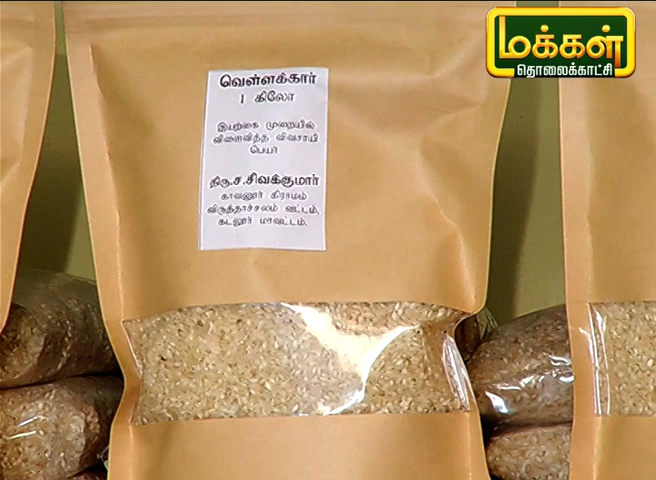 மக்கள்
தொலைக்காட்சி
வெள்ளக்கார்
1 கிலோ
இயற்கை முறையில்
விளைவித்த விவசாயி
பெயர்
திரு.ச.சிவக்குமார்
காவனூர் கிராமம்
விருத்தாச்சலம் வட்டம்,
கடலூர் மாவட்டம்.